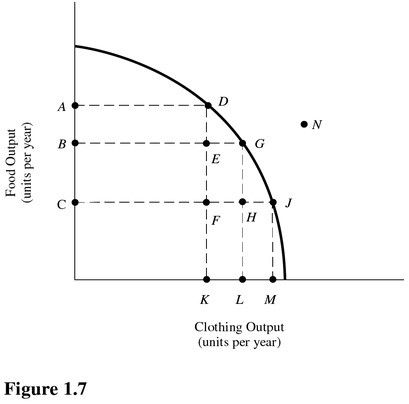 A
D
N
B
G
E
C
J
F
H
K
L
M
Food Output
(units per year)
Clothing Output
(units per year)
Figure 1.7